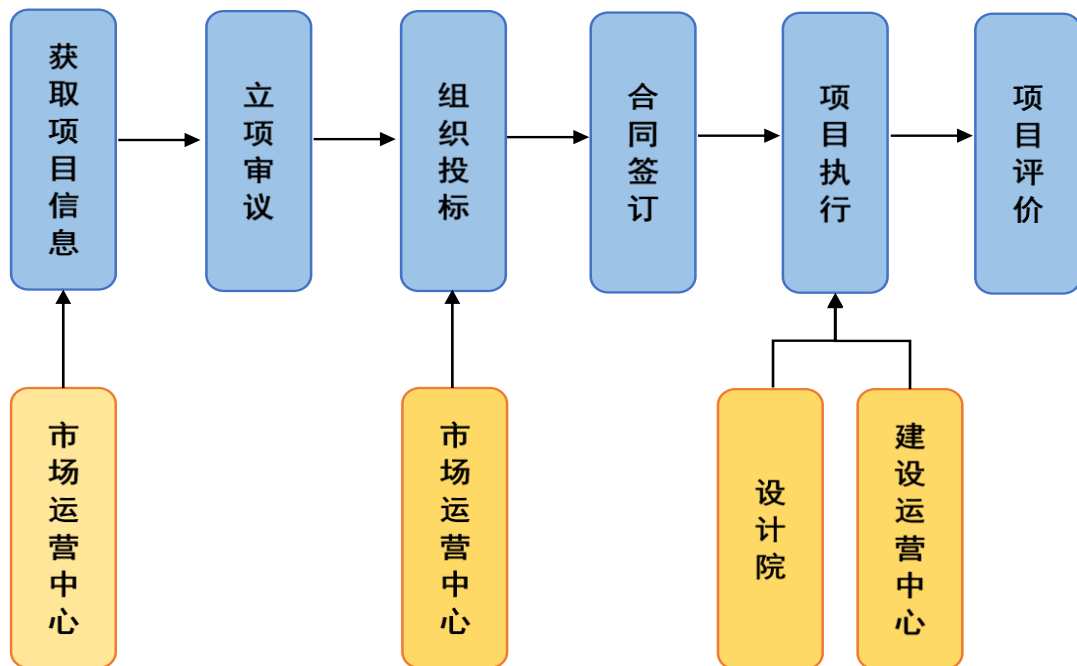 获取项目信息
立项审议
组织投标
合同签订
项目执行
项目评价
市场运营中心
市场运营中心
设计院
建设运营中心